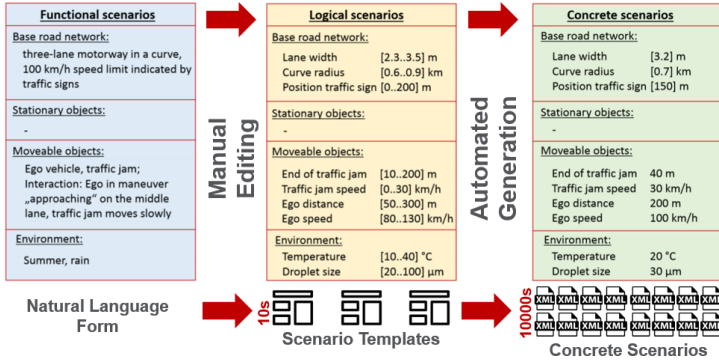 Functional scenarios
Base road network:
three-lane motorway in a curve,
100 km/h speed limit indicated by
traffic signs
Stationary objects:
-
Moveable objects:
Ego vehicle, traffic jam;
Interaction: Ego in maneuver
„approaching“ on the middle
lane, traffic jam moves slowly
Environment:
Summer, rain
Natural Language
Form
Manual
Editing
Logical scenarios
Base road network:
Lane width [2.3..3.5] m
Curve radius [0.6..0.9] km
Position traffic sign [0..200] m
Stationary objects:
-
Moveable objects:
End of traffic jam [10..200] m
Traffic jam speed [0..30] km/h
Ego distance [50..300] m
Ego speed [80..130] km/h
Environment:
Temperature [10..40] °C
Droplet size [20..100] µm
10s
Scenario Templates
Automated
Generation
Concrete scenarios
Base road network:
Lane width [3.2] m
Curve radius [0.7] km
Position traffic sign [150] m
Stationary objects:
-
Moveable objects:
End of traffic jam 40 m
Traffic jam speed 30 km/h
Ego distance 200 m
Ego speed 100 km/h
Environment:
Temperature 20 °C
Droplet size 30 µm
10000s
XML XML XML XML XML XML XML XML
XML XML XML XML XML XML XML XML
Concrete Scenarios